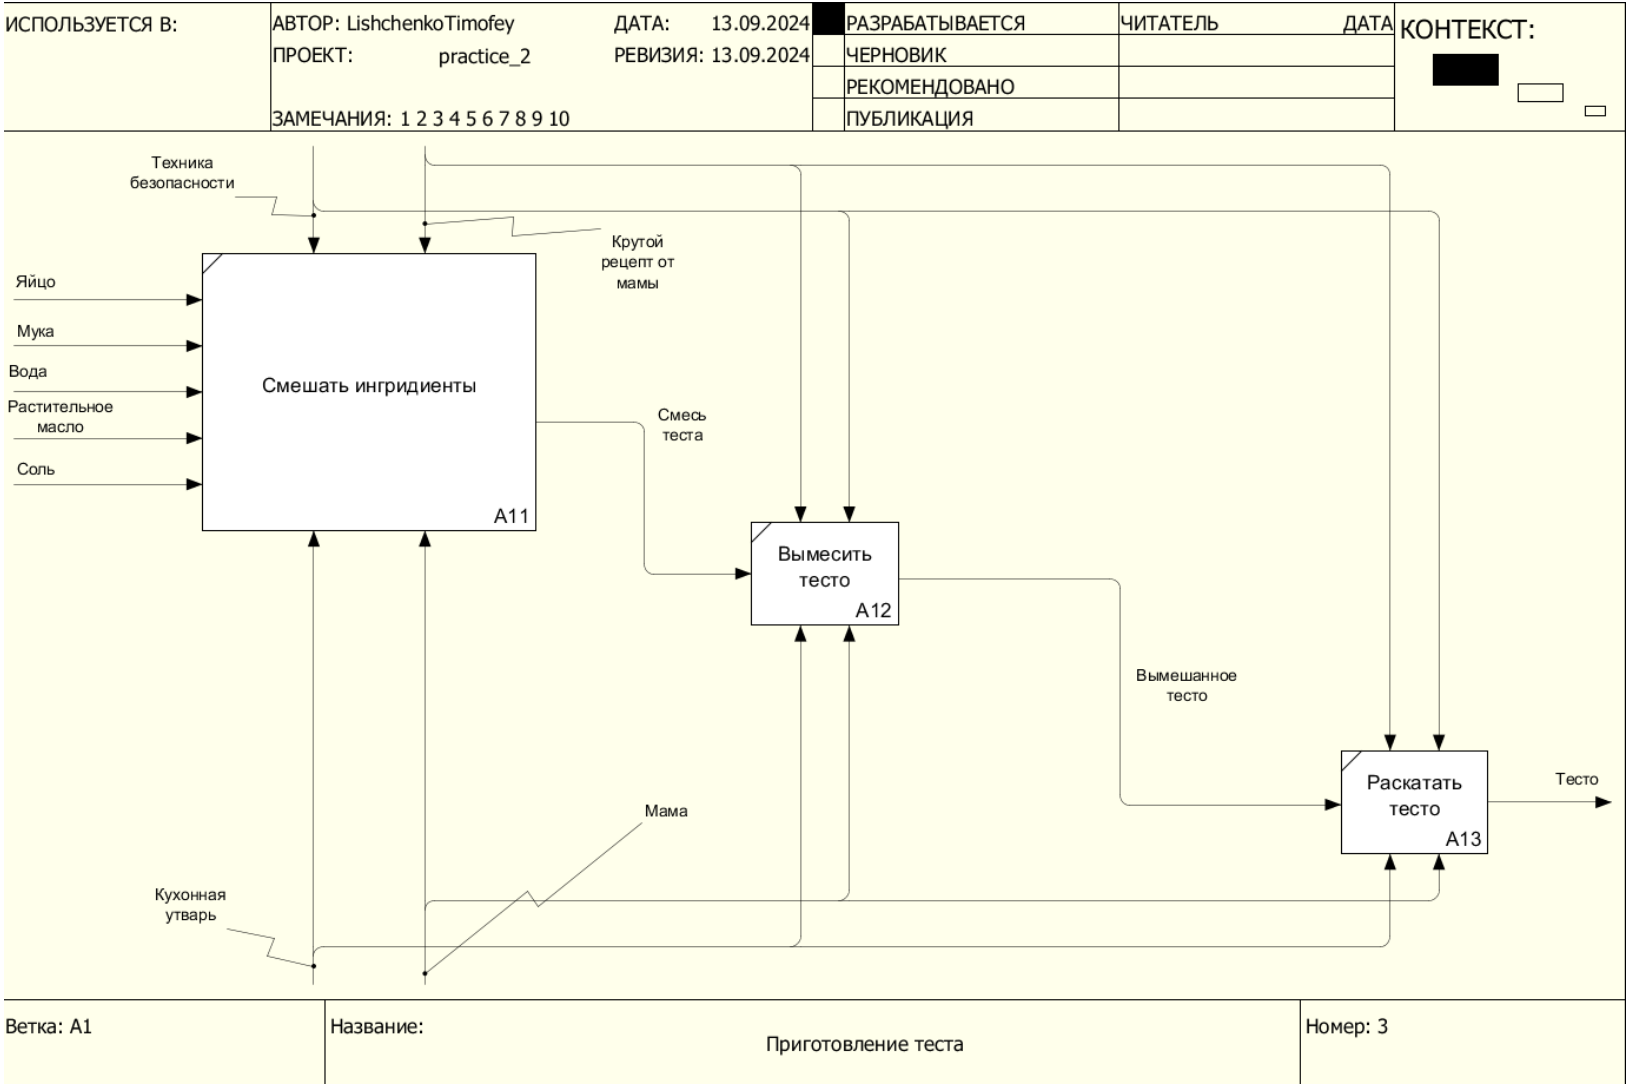 ИСПОЛЬЗУЕТСЯ В:
АВТОР: LishchenkoTimofey
ДАТА: 13.09.2024
ПРОЕКТ: practice_2
РЕВИЗИЯ: 13.09.2024
ЗАМЕЧАНИЯ: 1 2 3 4 5 6 7 8 9 10
РАЗРАБАТЫВАЕТСЯ
ЧЕРНОВИК
РЕКОМЕНДОВАНО
ПУБЛИКАЦИЯ
ЧИТАТЕЛЬ
ДАТА
КОНТЕКСТ:
Техника
безопасности
Крутой
рецепт от
мамы
Яйцо
Мука
Вода
Растительное
масло
Соль
Смешать ингридиенты
A11
Смесь
теста
Вымесить
тесто
A12
Вымешанное
тесто
Раскатать
тесто
A13
Тесто
Мама
Кухонная
утварь
Ветка: A1
Название:
Приготовление теста
Номер: 3